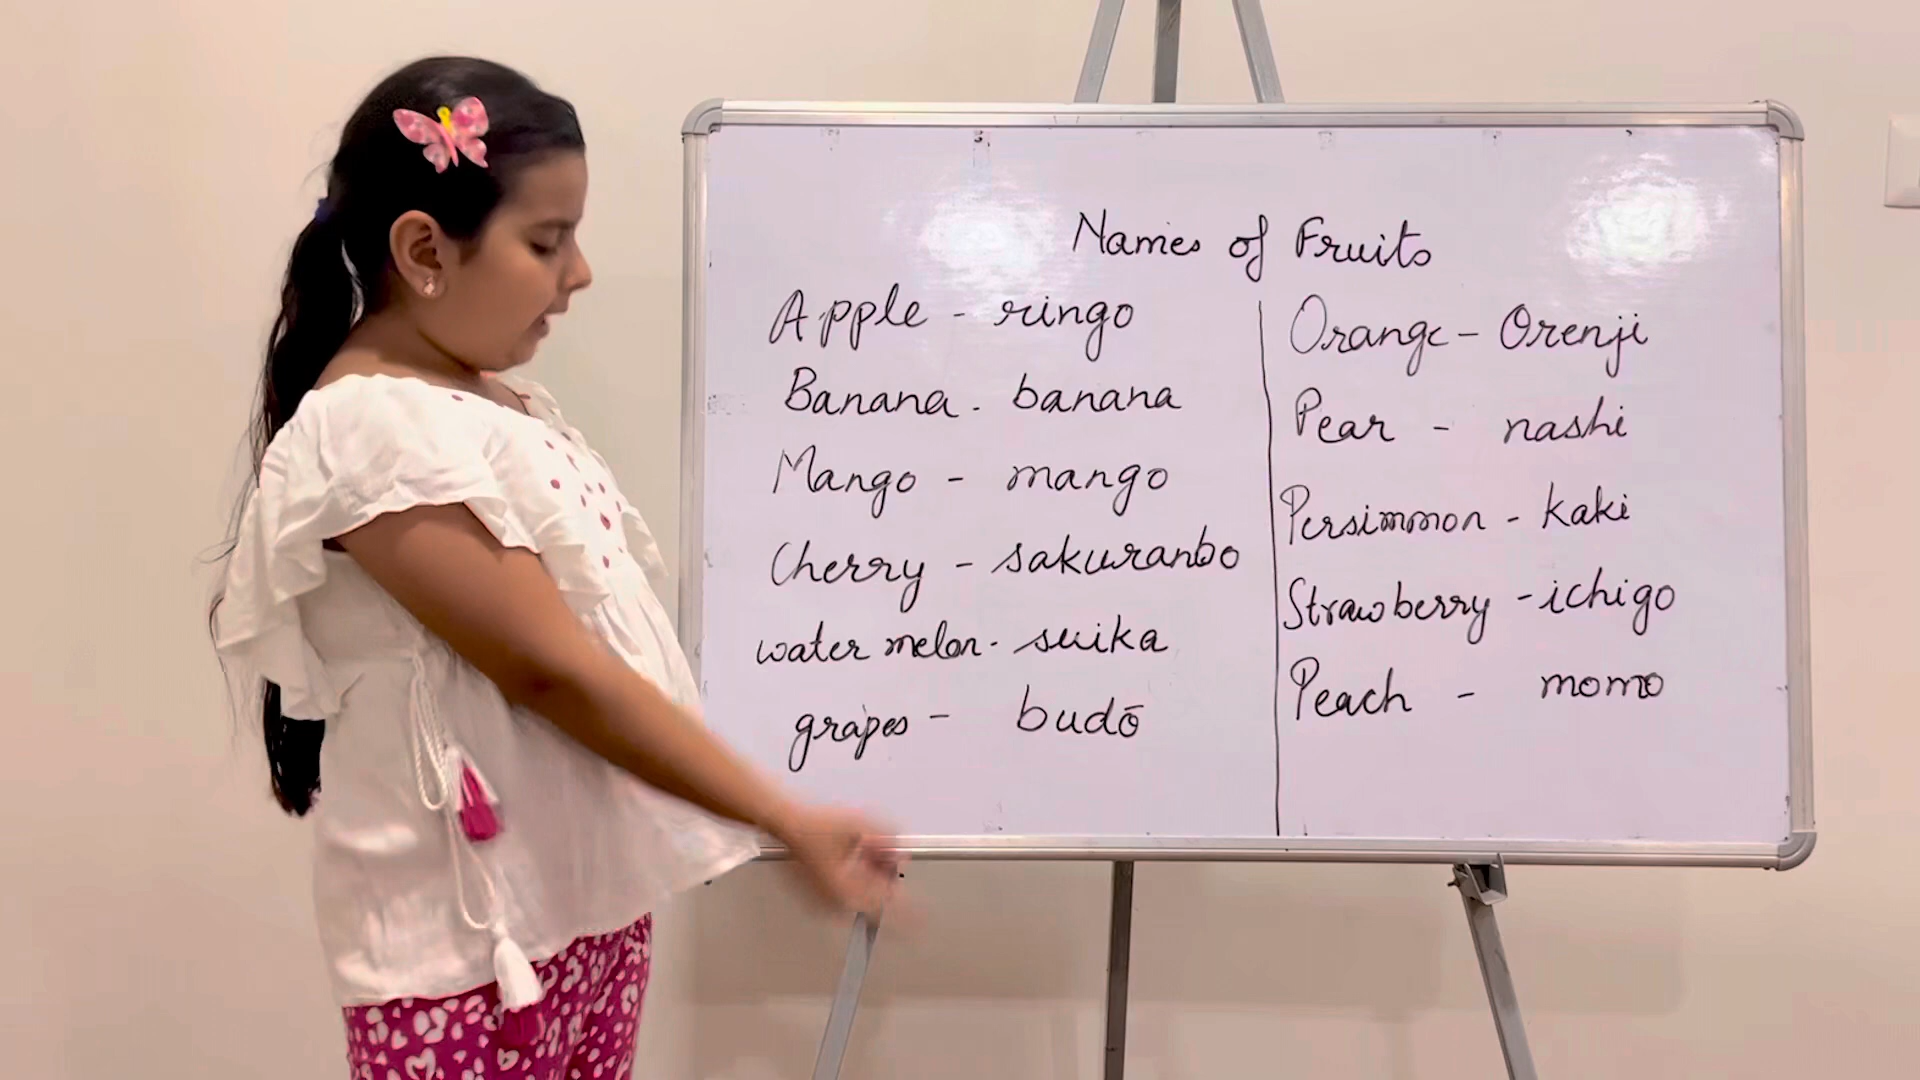 Names of Fruits
Apple - ringo
Banana - banana
Mango - mango
Cherry - sakuranbo
water melon - suika
grapes - budō
Orange - Orenji
Pear - nashi
Persimmon - kaki
Strawberry - ichigo
Peach - momo